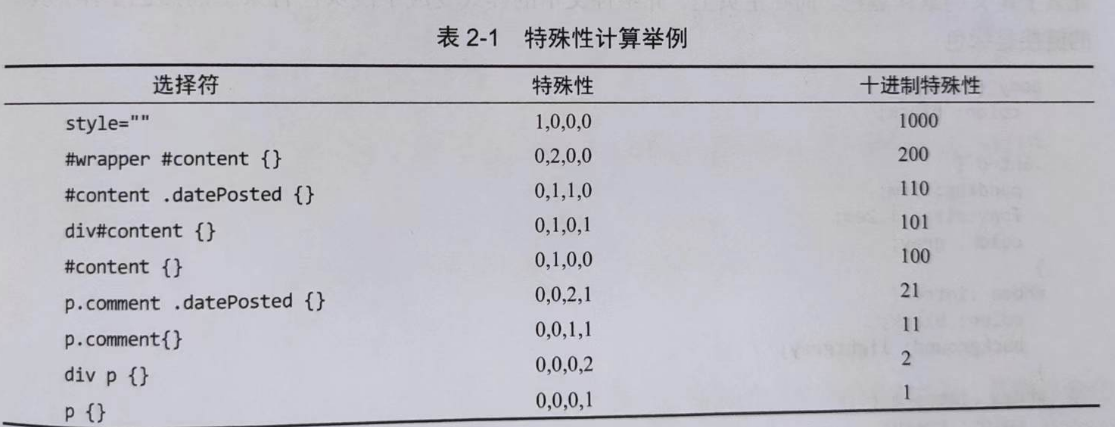 表 2-1 特殊性计算举例
选择符 特殊性 十进制特殊性
style="" 1,0,0,0 1000
#wrapper #content {} 0,2,0,0 200
#content .datePosted {} 0,1,1,0 110
div#content {} 0,1,0,1 101
#content {} 0,1,0,0 100
p.comment .datePosted {} 0,0,2,1 21
p.comment{} 0,0,1,1 11
div p {} 0,0,0,2 2
p {} 0,0,0,1 1